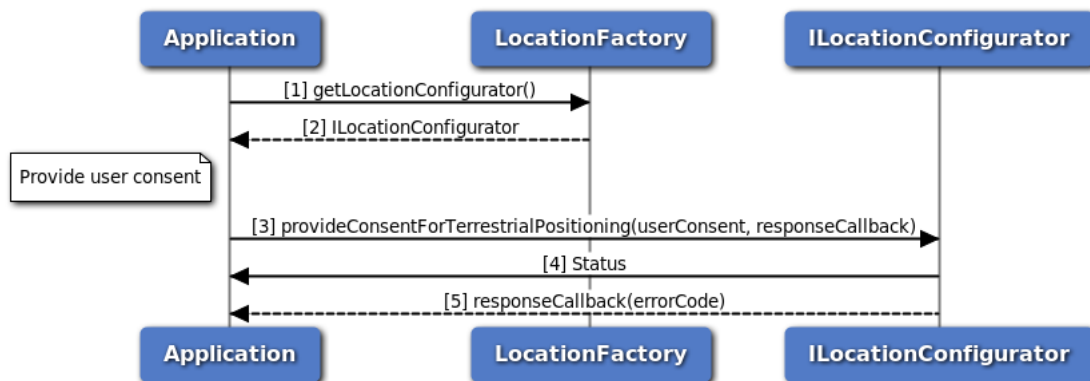 Application LocationFactory ILocationConfigurator
[1] getLocationConfigurator()
[2] ILocationConfigurator
Provide user consent
[3] provideConsentForTerrestrialPositioning(userConsent, responseCallback)
[4] Status
[5] responseCallback(errorCode)
Application LocationFactory ILocationConfigurator